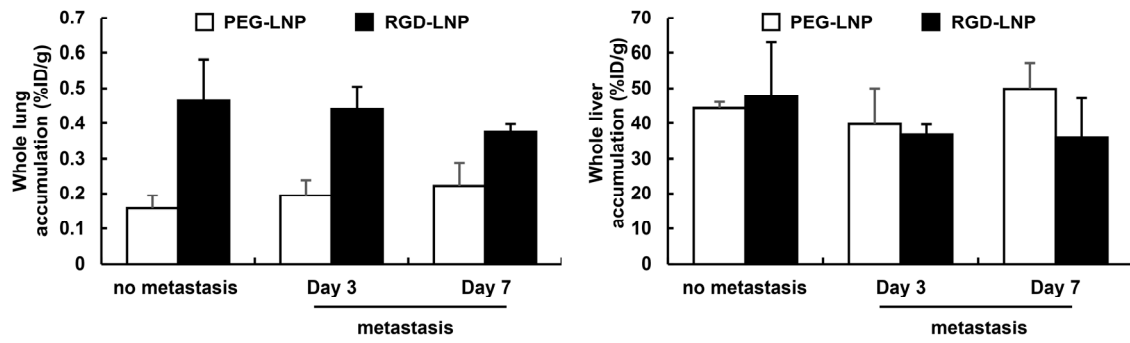 PEG-LNP RGD-LNP
Whole lung
accumulation (%ID/g)
0.7
0.6
0.5
0.4
0.3
0.2
0.1
0
no metastasis Day 3 Day 7
metastasis
PEG-LNP RGD-LNP
Whole liver
accumulation (%ID/g)
70
60
50
40
30
20
10
0
no metastasis Day 3 Day 7
metastasis